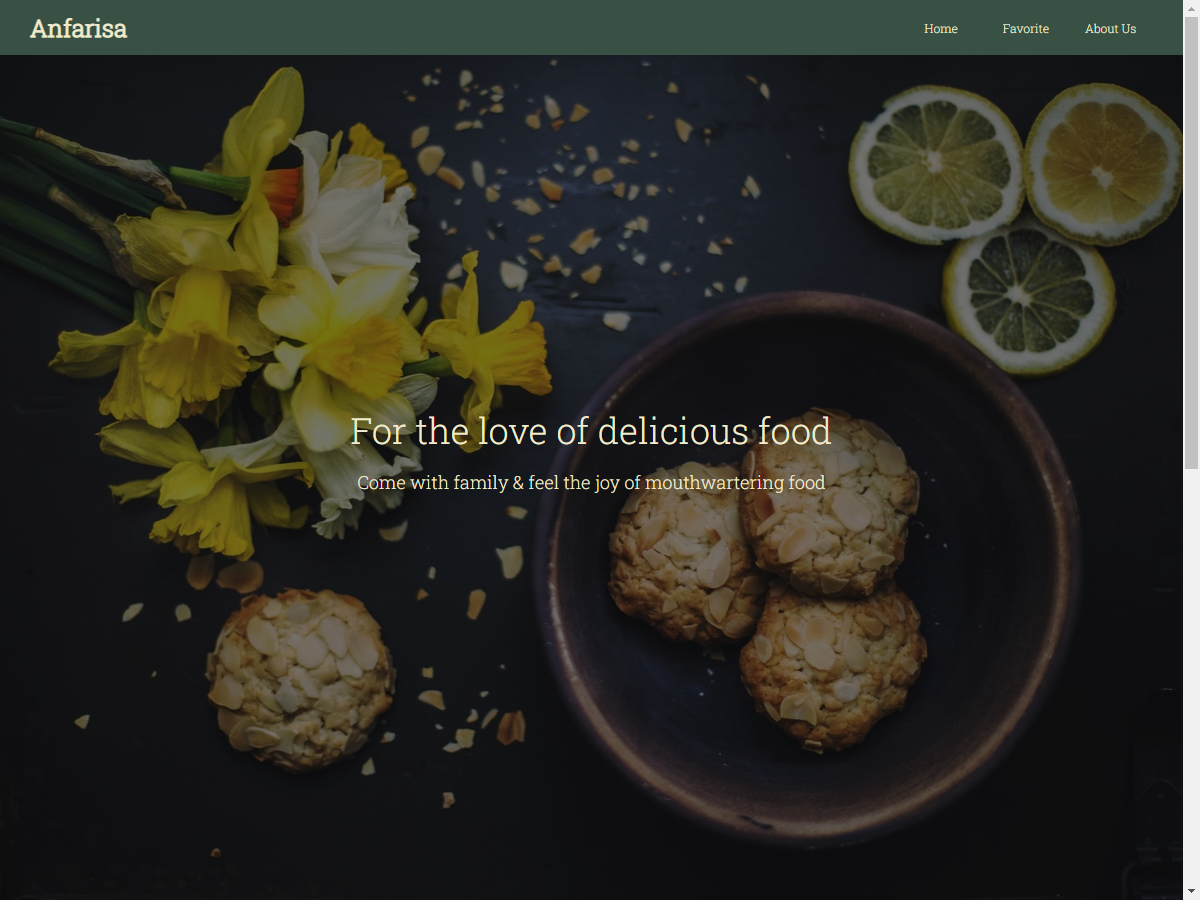 Anfarisa
Home
Favorite
About Us
For the love of delicious food
Come with family & feel the joy of mouthwartering food